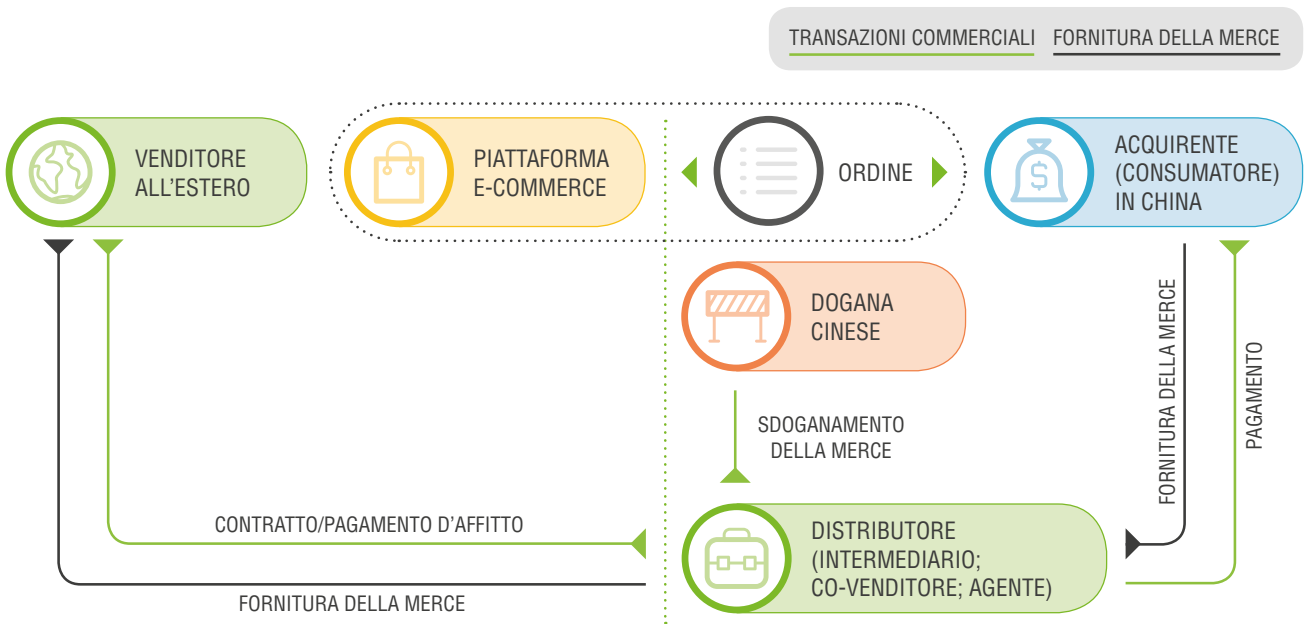 TRANSAZIONI COMMERCIALI FORNITURA DELLA MERCE
VENDITORE
ALL'ESTERO
PIATTAFORMA
E-COMMERCE
ORDINE
ACQUIRENTE
(CONSUMATORE)
IN CHINA
DOGANA
CINESE
SDOGANAMENTO
DELLA MERCE
FORNITURA DELLA MERCE
PAGAMENTO
CONTRATTO/PAGAMENTO D'AFFITTO
DISTRIBUTORE
(INTERMEDIARIO;
CO-VENDITORE; AGENTE)
FORNITURA DELLA MERCE
$